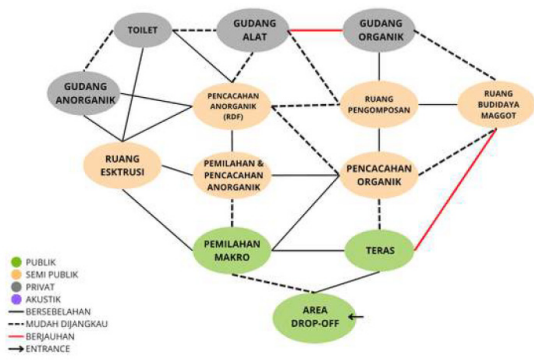 TOILET
GUDANG
ALAT
GUDANG
ORGANIK
GUDANG
ANORGANIK
PENCACAHAN
ANORGANIK
(RDF)
RUANG
PENGOMPOSAN
RUANG
BUDIDAYA
MAGGOT
RUANG
ESKTRUSI
PEMILAHAN &
PENCACAHAN
ANORGANIK
PENCACAHAN
ORGANIK
PEMILAHAN
MAKRO
TERAS
AREA
DROP-OFF
PUBLIK
SEMI PUBLIK
PRIVAT
AKUSTIK
BERSEBELAHAN
MUDAH DIJANGKAU
BERJAUHAN
ENTRANCE